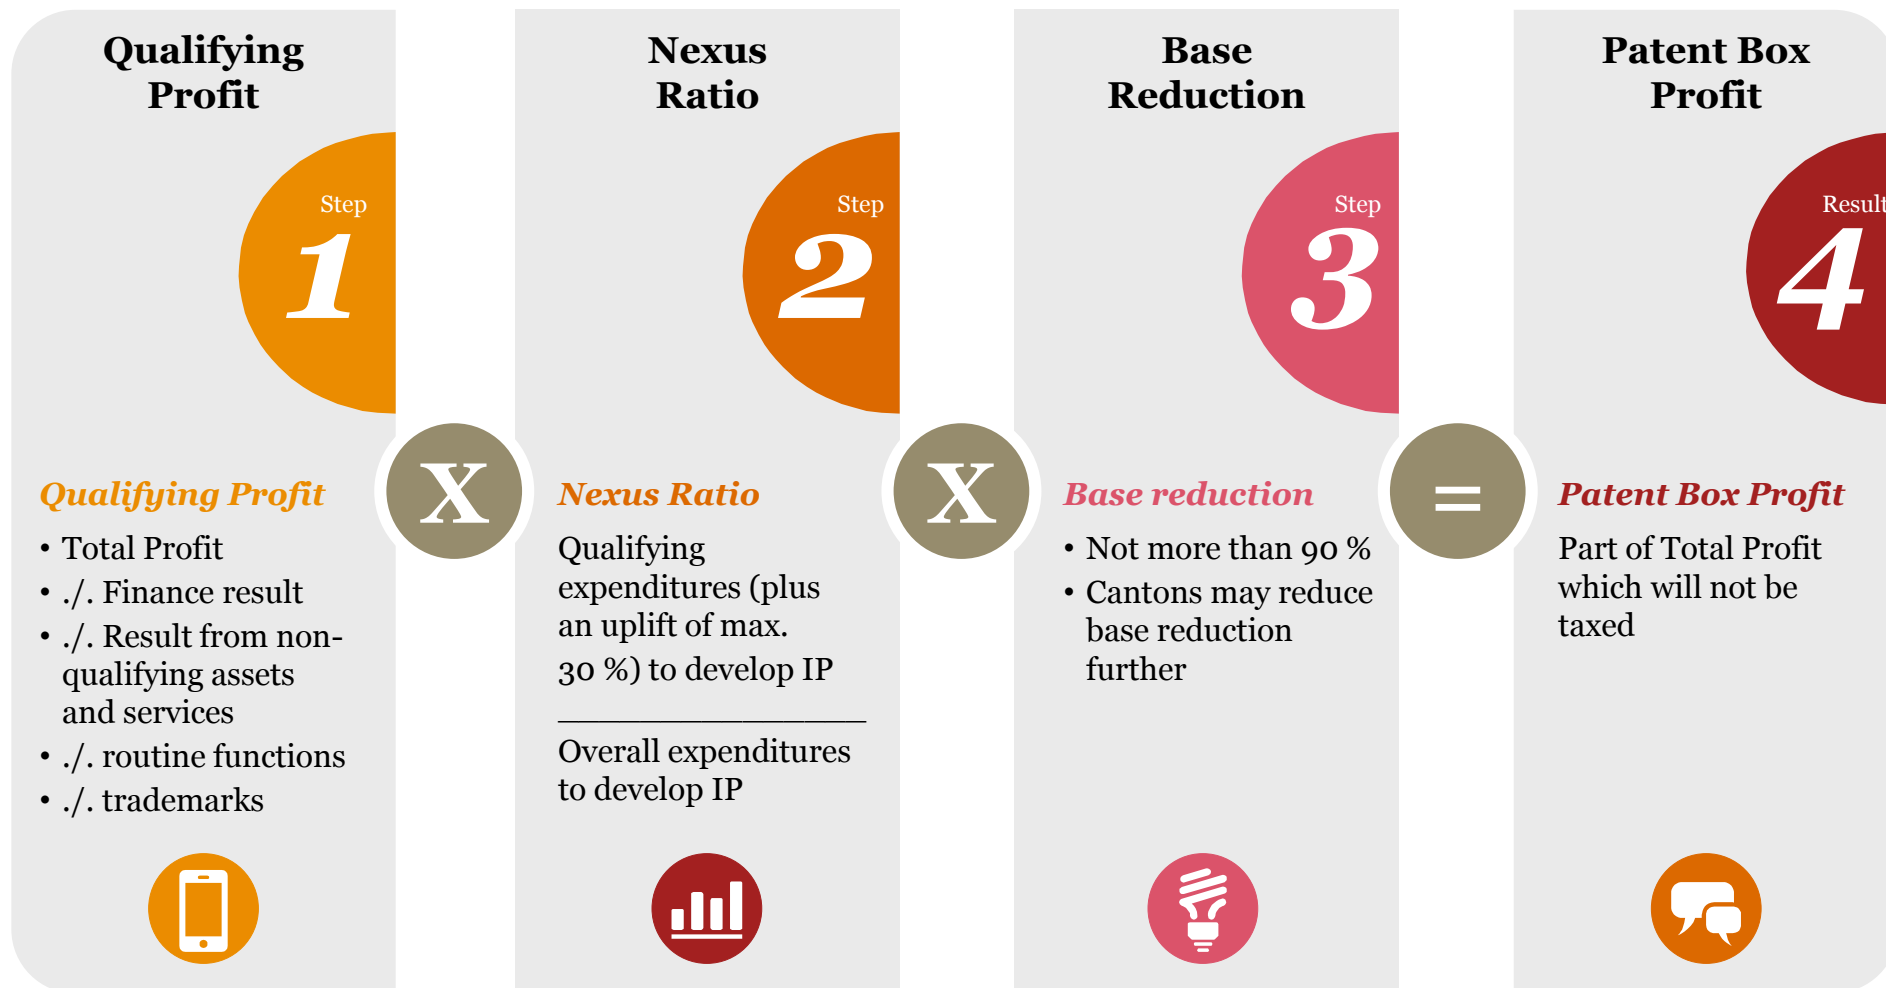 Qualifying
Profit
Step
1
Qualifying Profit
• Total Profit
• ./. Finance result
• ./. Result from non-
qualifying assets
and services
• ./. routine functions
• ./. trademarks
X
Nexus
Ratio
Step
2
Nexus Ratio
Qualifying
expenditures (plus
an uplift of max.
30 %) to develop IP
_________________
Overall expenditures
to develop IP
X
Base
Reduction
Step
3
Base reduction
• Not more than 90 %
• Cantons may reduce
base reduction
further
=
Patent Box
Profit
Result
4
Patent Box Profit
Part of Total Profit
which will not be
taxed